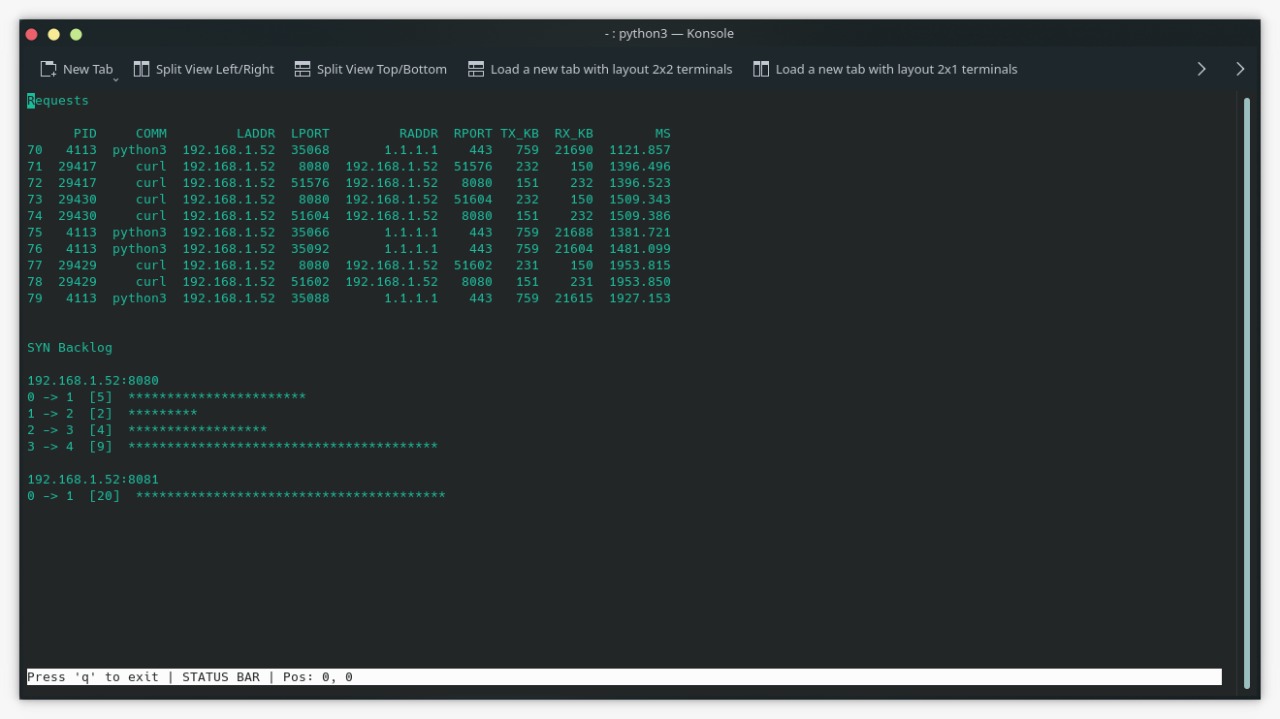 - : python3 — Konsole
New Tab Split View Left/Right Split View Top/Bottom Load a new tab with layout 2x2 terminals Load a new tab with layout 2x1 terminals
Requests
PID COMM LADDR LPORT RADDR RPORT TX_KB RX_KB MS
70 4113 python3 192.168.1.52 35068 1.1.1.1 443 759 21690 1121.857
71 29417 curl 192.168.1.52 8080 192.168.1.52 51576 232 150 1396.496
72 29417 curl 192.168.1.52 51576 192.168.1.52 8080 151 232 1396.523
73 29430 curl 192.168.1.52 8080 192.168.1.52 51604 232 150 1509.343
74 29430 curl 192.168.1.52 51604 192.168.1.52 8080 151 232 1509.386
75 4113 python3 192.168.1.52 35066 1.1.1.1 443 759 21688 1381.721
76 4113 python3 192.168.1.52 35092 1.1.1.1 443 759 21604 1481.099
77 29429 curl 192.168.1.52 8080 192.168.1.52 51602 231 150 1953.815
78 29429 curl 192.168.1.52 51602 192.168.1.52 8080 151 231 1953.850
79 4113 python3 192.168.1.52 35088 1.1.1.1 443 759 21615 1927.153
SYN Backlog
192.168.1.52:8080
0 -> 1 [5] ***********************
1 -> 2 [2] *********
2 -> 3 [4] ******************
3 -> 4 [9] ****************************************
192.168.1.52:8081
0 -> 1 [20] ****************************************
Press 'q' to exit | STATUS BAR | Pos: 0, 0